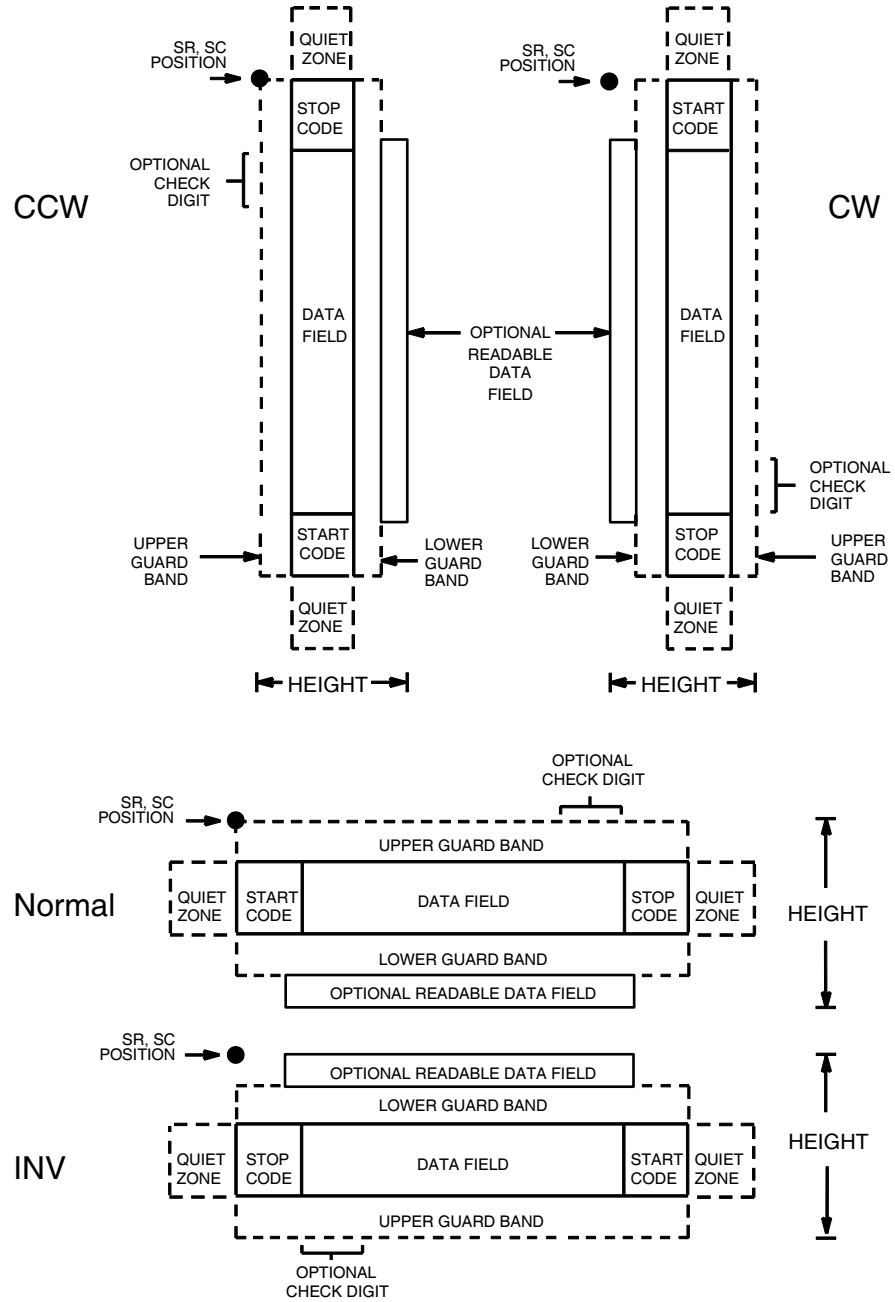 QUIET
ZONE
SR, SC
POSITION
STOP
CODE
OPTIONAL
CHECK
DIGIT
CCW
DATA
FIELD
START
CODE
UPPER
GUARD
BAND
LOWER
GUARD
BAND
QUIET
ZONE
HEIGHT
OPTIONAL
READABLE
DATA
FIELD
QUIET
ZONE
SR, SC
POSITION
START
CODE
CW
DATA
FIELD
OPTIONAL
CHECK
DIGIT
STOP
CODE
LOWER
GUARD
BAND
UPPER
GUARD
BAND
QUIET
ZONE
HEIGHT
OPTIONAL
CHECK DIGIT
SR, SC
POSITION
UPPER GUARD BAND
Normal
QUIET
ZONE
START
CODE
DATA FIELD
STOP
CODE
QUIET
ZONE
HEIGHT
LOWER GUARD BAND
OPTIONAL READABLE DATA FIELD
SR, SC
POSITION
OPTIONAL READABLE DATA FIELD
LOWER GUARD BAND
INV
QUIET
ZONE
STOP
CODE
DATA FIELD
START
CODE
QUIET
ZONE
HEIGHT
UPPER GUARD BAND
OPTIONAL
CHECK DIGIT